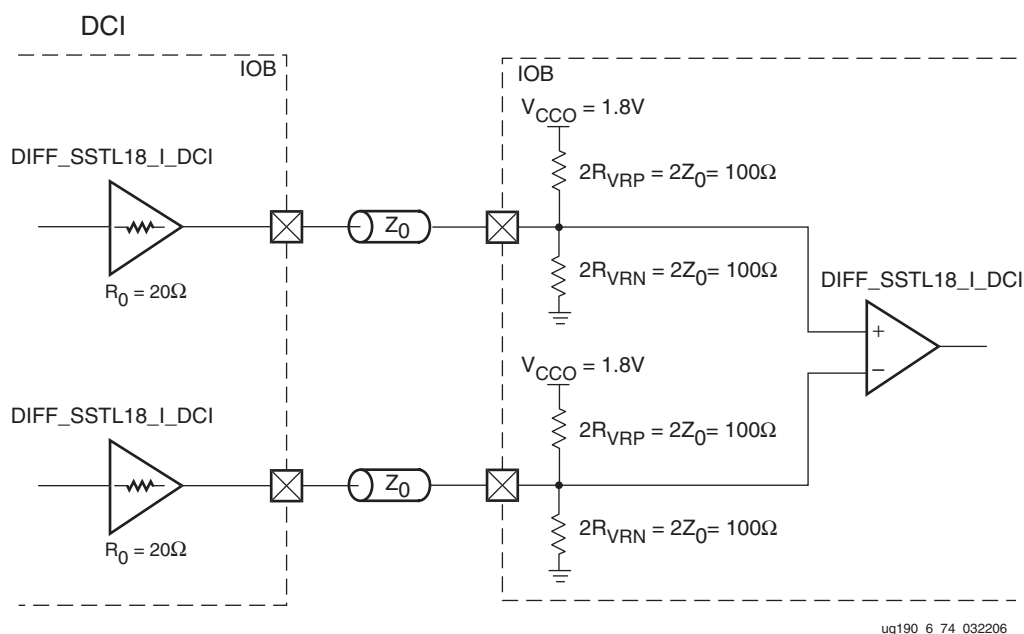 DCI
IOB
IOB
V_CCO = 1.8V
DIFF_SSTL18_I_DCI
2R_VRP = 2Z_0= 100Ω
Z_0
R_0 = 20Ω
2R_VRN = 2Z_0= 100Ω
DIFF_SSTL18_I_DCI
+
–
V_CCO = 1.8V
DIFF_SSTL18_I_DCI
2R_VRP = 2Z_0= 100Ω
Z_0
R_0 = 20Ω
2R_VRN = 2Z_0= 100Ω
ug190_6_74_032206